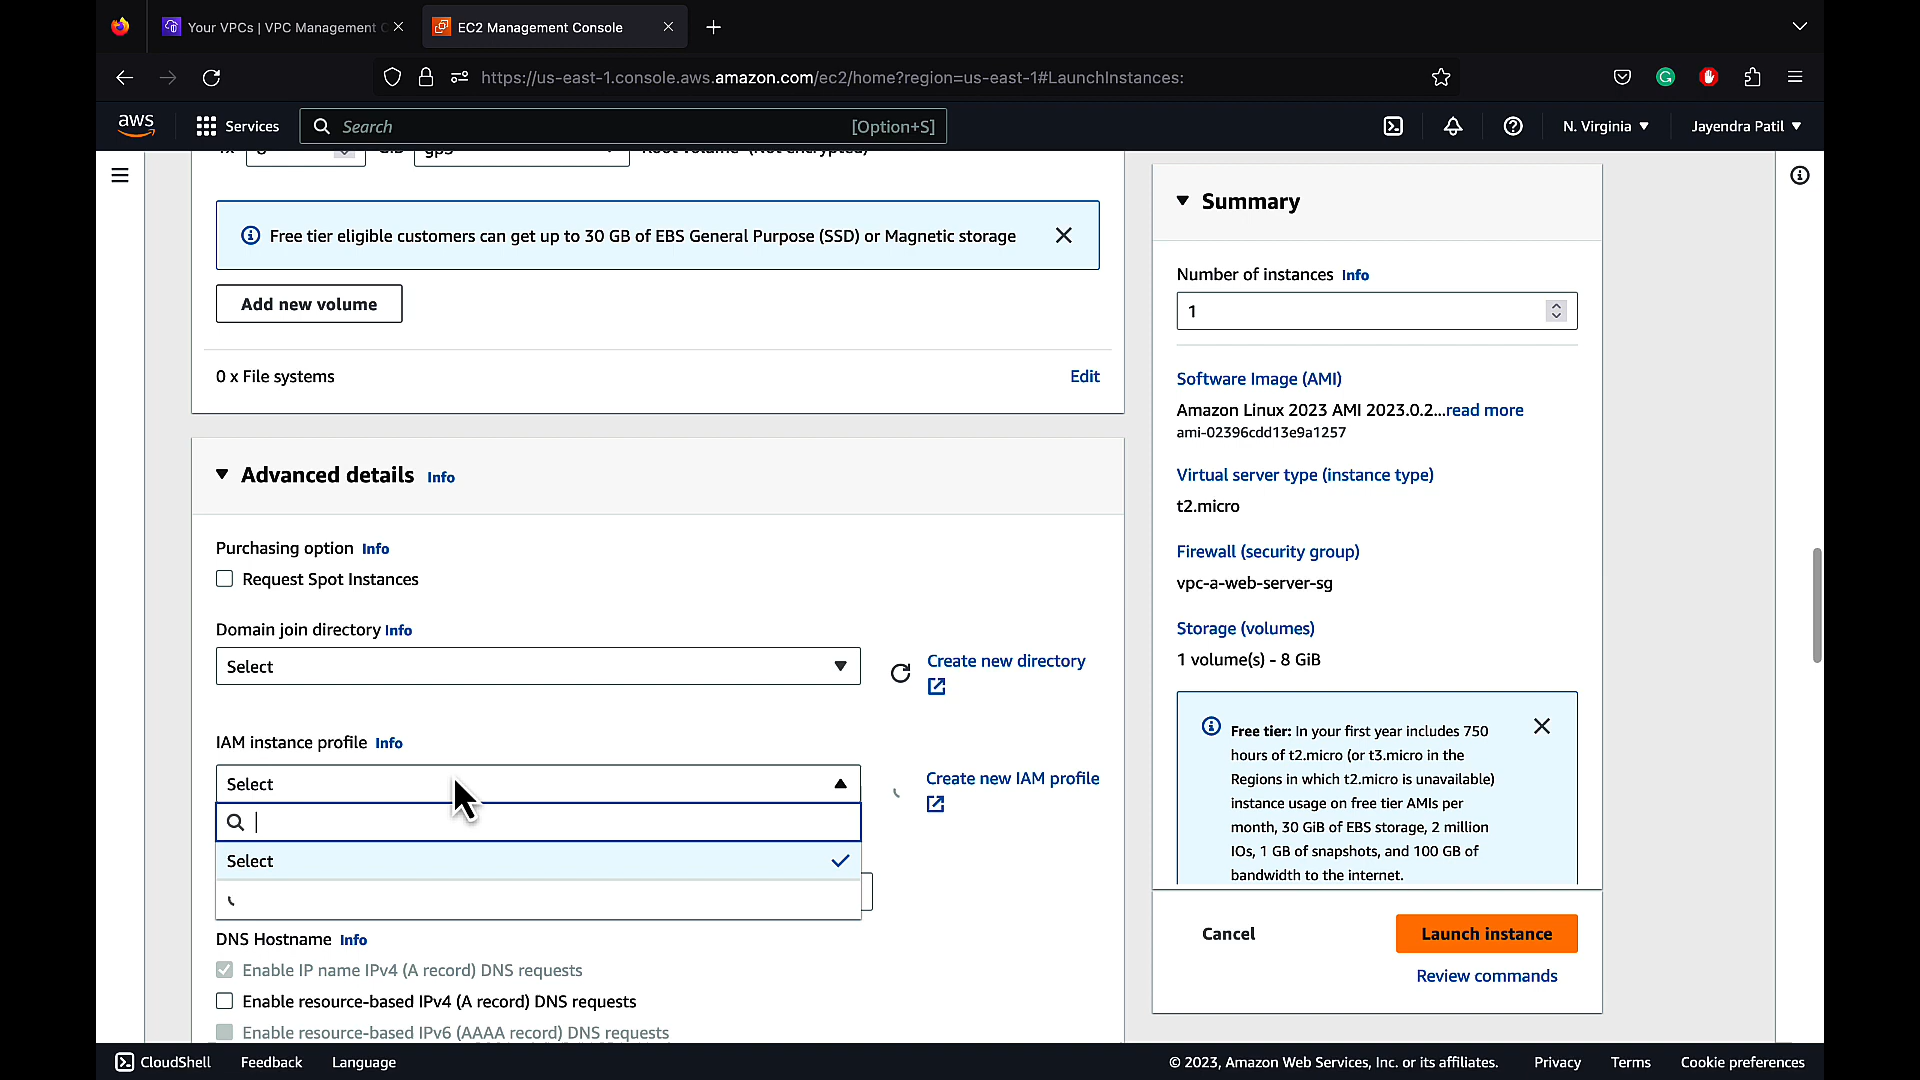 Your VPCs | VPC Management C
EC2 Management Console
https://us-east-1.console.aws.amazon.com/ec2/home?region=us-east-1#LaunchInstances:
aws
Services
Search
[Option+S]
N. Virginia
Jayendra Patil
Free tier eligible customers can get up to 30 GB of EBS General Purpose (SSD) or Magnetic storage
Add new volume
0 x File systems
Edit
Advanced details Info
Purchasing option Info
Request Spot Instances
Domain join directory Info
Select
Create new directory
IAM instance profile Info
Select
Create new IAM profile
Select
DNS Hostname Info
Enable IP name IPv4 (A record) DNS requests
Enable resource-based IPv4 (A record) DNS requests
Enable resource-based IPv6 (AAAA record) DNS requests
Summary
Number of instances Info
1
Software Image (AMI)
Amazon Linux 2023 AMI 2023.0.2...read more
ami-02396cdd13e9a1257
Virtual server type (instance type)
t2.micro
Firewall (security group)
vpc-a-web-server-sg
Storage (volumes)
1 volume(s) - 8 GiB
Free tier: In your first year includes 750
hours of t2.micro (or t3.micro in the
Regions in which t2.micro is unavailable)
instance usage on free tier AMIs per
month, 30 GiB of EBS storage, 2 million
IOs, 1 GB of snapshots, and 100 GB of
bandwidth to the internet.
Cancel
Launch instance
Review commands
CloudShell
Feedback
Language
© 2023, Amazon Web Services, Inc. or its affiliates.
Privacy
Terms
Cookie preferences